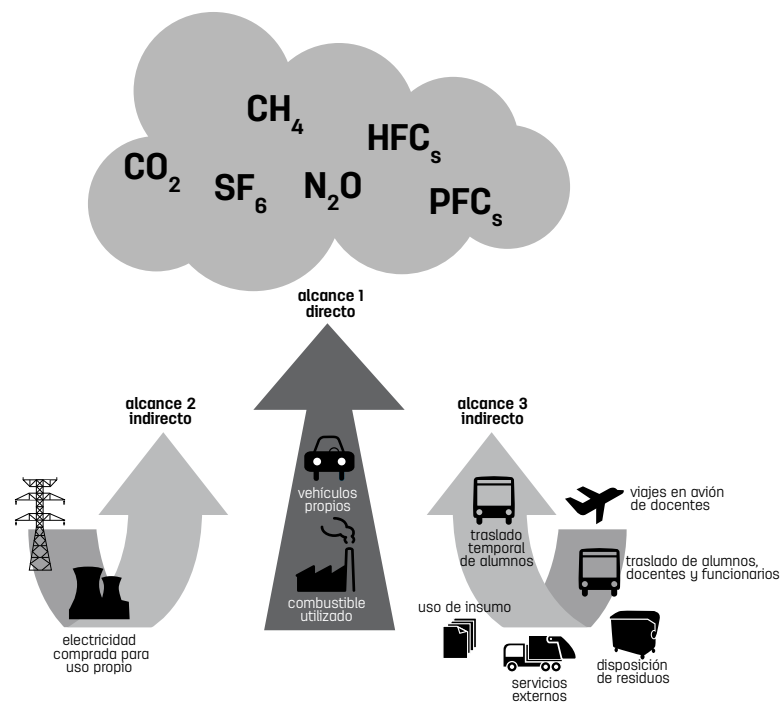 CH₄
HFCₛ
CO₂
SF₆
N₂O
PFCₛ
alcance 1
directo
alcance 2
indirecto
alcance 3
indirecto
vehículos
propios
combustible
utilizado
electricidad
comprada para
uso propio
traslado
temporal
de alumnos
viajes en avión
de docentes
traslado de alumnos,
docentes y funcionarios
uso de insumo
servicios
externos
disposición
de residuos